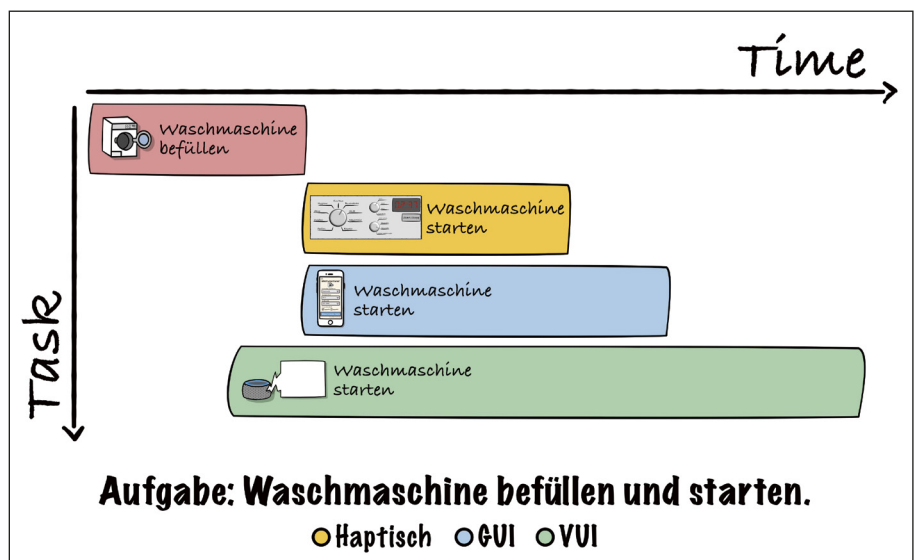 Time
Task
Waschmaschine
befüllen
Waschmaschine
starten
Waschmaschine
starten
Waschmaschine
starten
Aufgabe: Waschmaschine befüllen und starten.
Haptisch GUI VUI